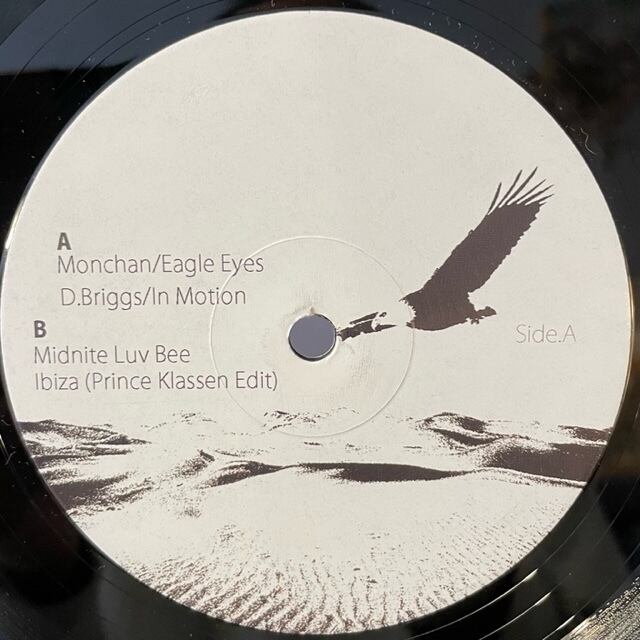 A
Monchan/Eagle Eyes
D.Briggs/In Motion
B
Midnite Luv Bee
Ibiza (Prince Klassen Edit)
Side.A